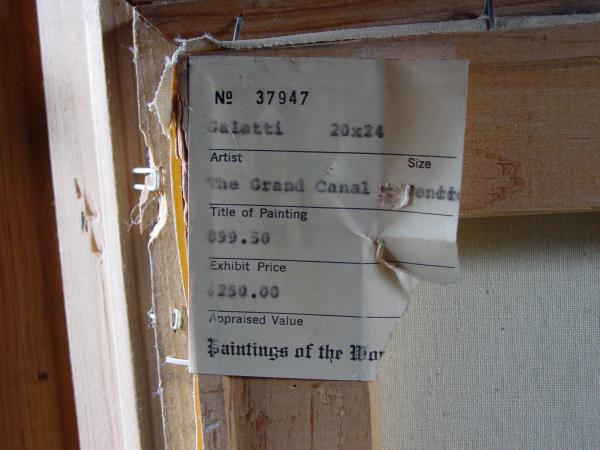 № 37947
Galatti 20x24
Artist Size
The Grand Canal
Title of Painting
$99.50
Exhibit Price
$250.00
Appraised Value
Paintings of the Wor